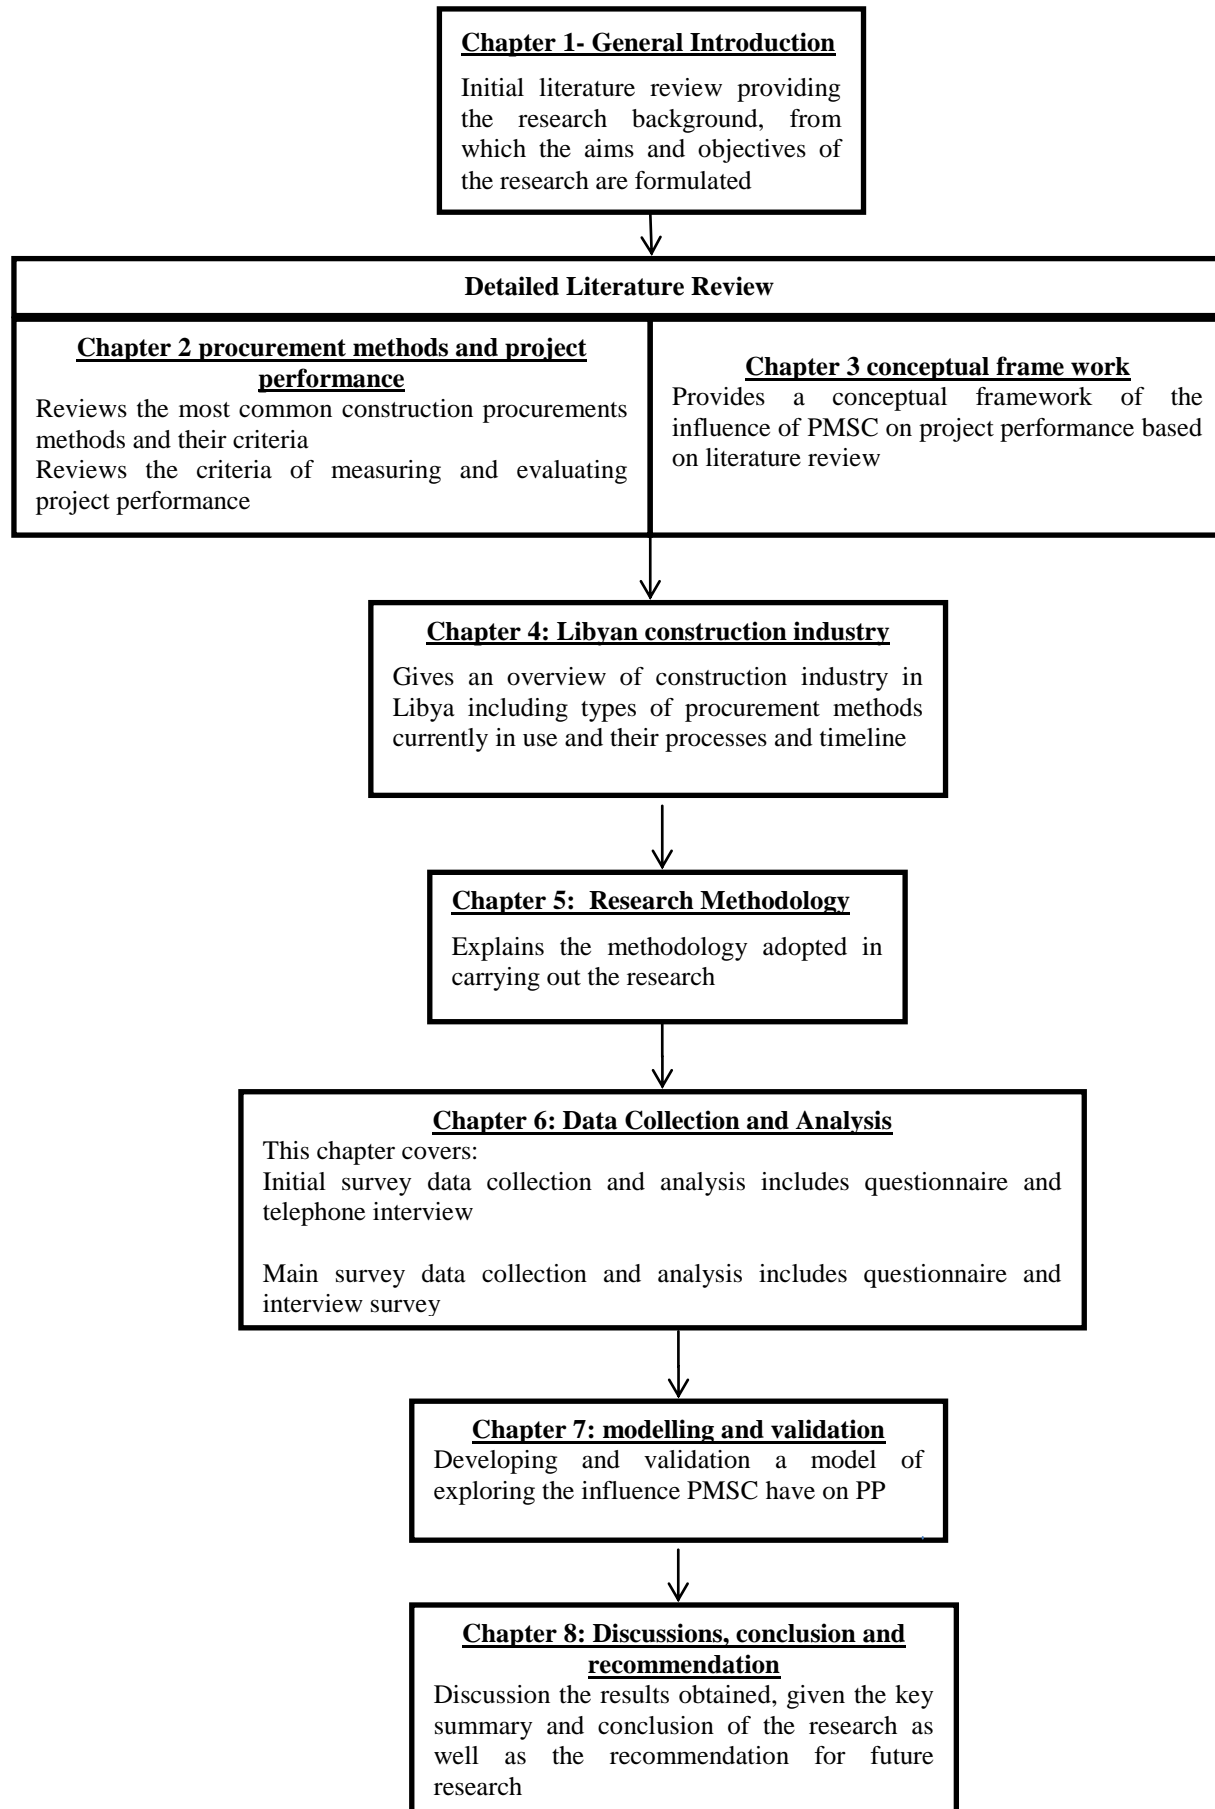 Chapter 1- General Introduction
Initial literature review providing
the research background, from
which the aims and objectives of
the research are formulated
Detailed Literature Review
Chapter 2 procurement methods and project
performance
Reviews the most common construction procurements
methods and their criteria
Reviews the criteria of measuring and evaluating
project performance
Chapter 3 conceptual frame work
Provides a conceptual framework of the
influence of PMSC on project performance based
on literature review
Chapter 4: Libyan construction industry
Gives an overview of construction industry in
Libya including types of procurement methods
currently in use and their processes and timeline
Chapter 5: Research Methodology
Explains the methodology adopted in
carrying out the research
Chapter 6: Data Collection and Analysis
This chapter covers:
Initial survey data collection and analysis includes questionnaire and
telephone interview
Main survey data collection and analysis includes questionnaire and
interview survey
Chapter 7: modelling and validation
Developing and validation a model of
exploring the influence PMSC have on PP
Chapter 8: Discussions, conclusion and
recommendation
Discussion the results obtained, given the key
summary and conclusion of the research as
well as the recommendation for future
research